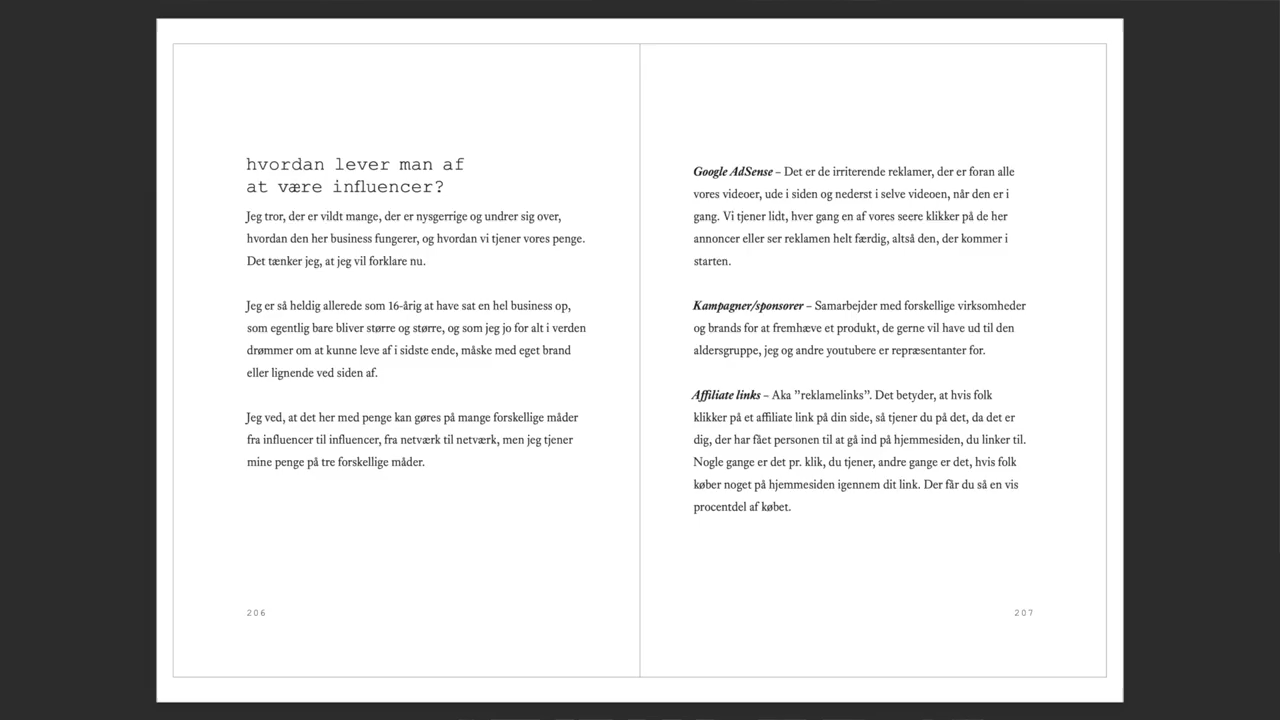 hvordan lever man af
at være influencer?
Jeg tror, der er vildt mange, der er nysgerrige og undrer sig over,
hvordan den her business fungerer, og hvordan vi tjener vores penge.
Det tænker jeg, at jeg vil forklare nu.
Jeg er så heldig allerede som 16-årig at have sat en hel business op,
som egentlig bare bliver større og større, og som jeg jo for alt i verden
drømmer om at kunne leve af i sidste ende, måske med eget brand
eller lignende ved siden af.
Jeg ved, at det her med penge kan gøres på mange forskellige måder
fra influencer til influencer, fra netværk til netværk, men jeg tjener
mine penge på tre forskellige måder.
206
Google AdSense – Det er de irriterende reklamer, der er foran alle
vores videoer, ude i siden og nederst i selve videoen, når den er i
gang. Vi tjener lidt, hver gang en af vores seere klikker på de her
annoncer eller ser reklamen helt færdig, altså den, der kommer i
starten.
Kampagner/sponsorer – Samarbejder med forskellige virksomheder
og brands for at fremhæve et produkt, de gerne vil have ud til den
aldersgruppe, jeg og andre youtubere er repræsentanter for.
Affiliate links – Aka ”reklamelinks”. Det betyder, at hvis folk
klikker på et affiliate link på din side, så tjener du på det, da det er
dig, der har fået personen til at gå ind på hjemmesiden, du linker til.
Nogle gange er det pr. klik, du tjener, andre gange er det, hvis folk
køber noget på hjemmesiden igennem dit link. Der får du så en vis
procentdel af købet.
207